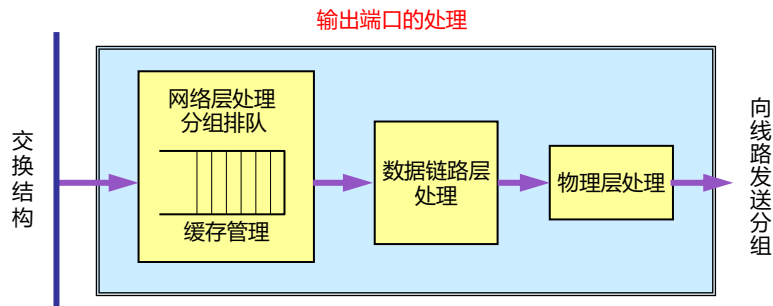 输出端口的处理
交换结构
网络层处理
分组排队
缓存管理
数据链路层
处理
物理层处理
向线路发送分组